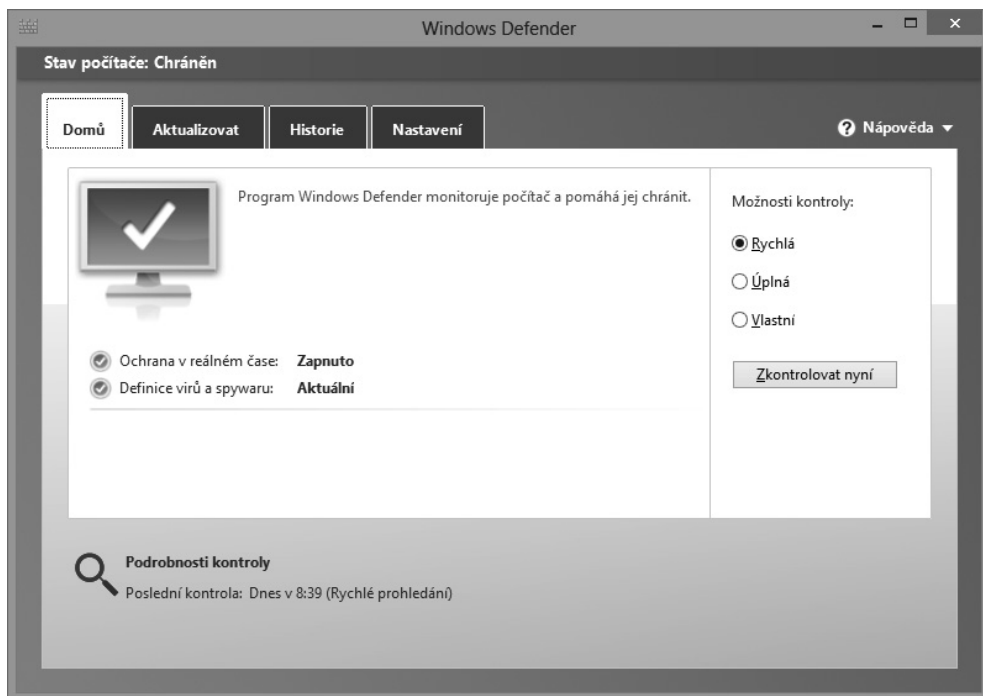 Windows Defender
Stav počítače: Chráněn
Domů
Aktualizovat
Historie
Nastavení
Nápověda
Program Windows Defender monitoruje počítač a pomáhá jej chránit.
Možnosti kontroly:
Rychlá
Úplná
Vlastní
Zkontrolovat nyní
Ochrana v reálném čase: Zapnuto
Definice virů a spywaru: Aktuální
Podrobnosti kontroly
Poslední kontrola: Dnes v 8:39 (Rychlé prohledání)